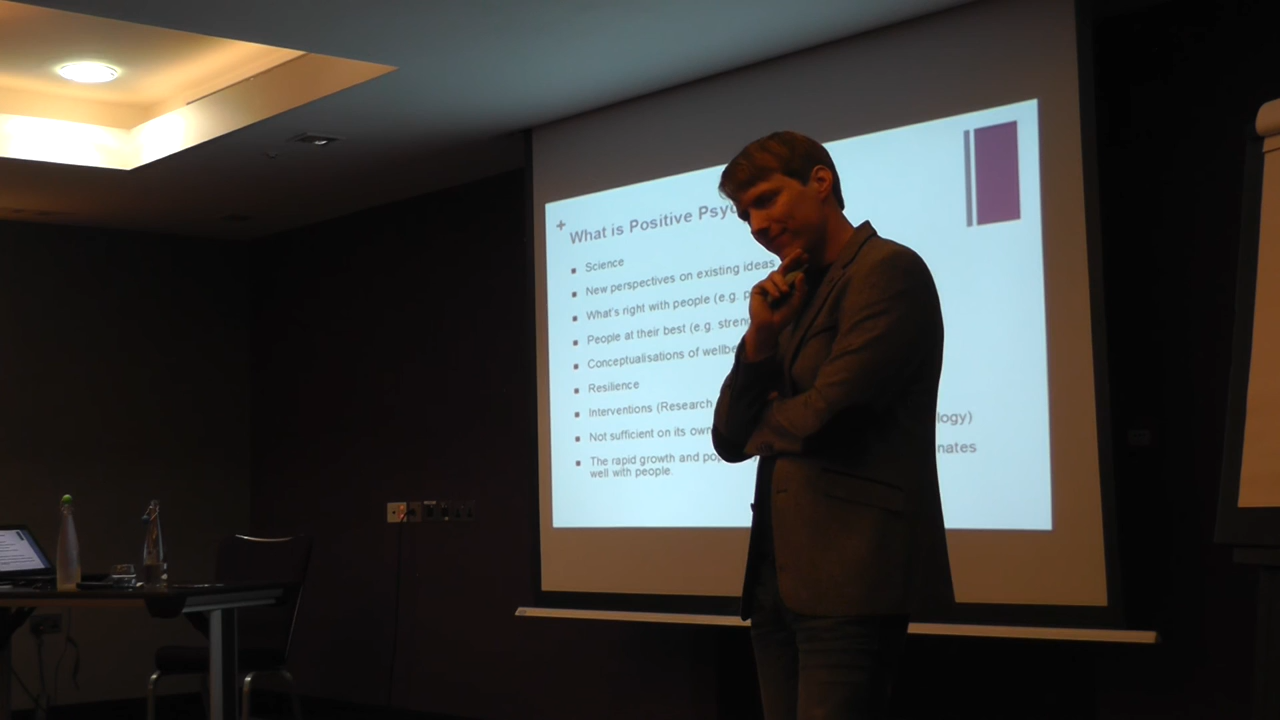 +
What is Positive Psyc
■ Science
■ New perspectives on existing ideas
■ What's right with people (e.g. p
■ People at their best (e.g. streng
■ Conceptualisations of wellbe
■ Resilience
■ Interventions (Research
logy)
■ Not sufficient on its own
■ The rapid growth and pop
nates
well with people.